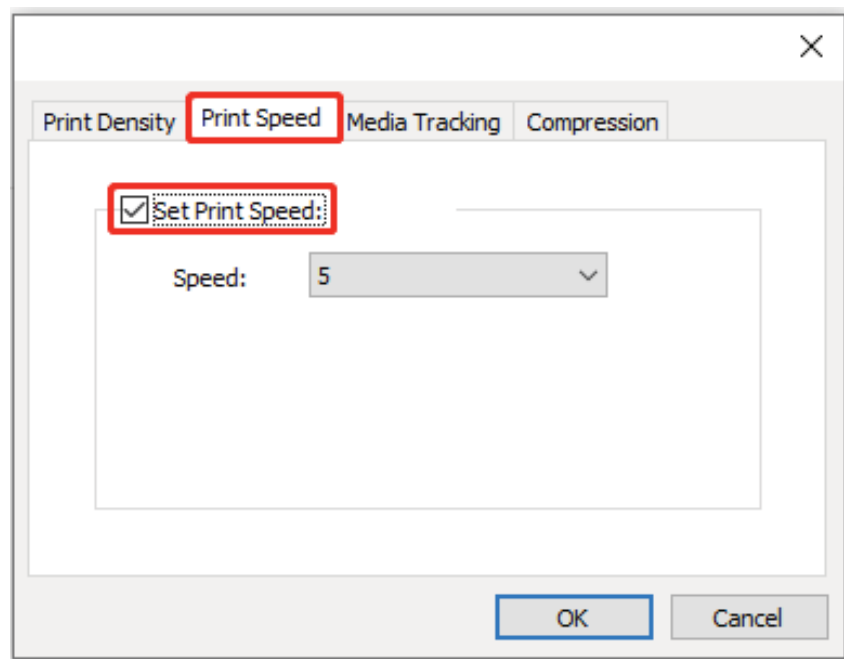 Print Density Print Speed Media Tracking Compression
Set Print Speed:
Speed: 5
OK Cancel